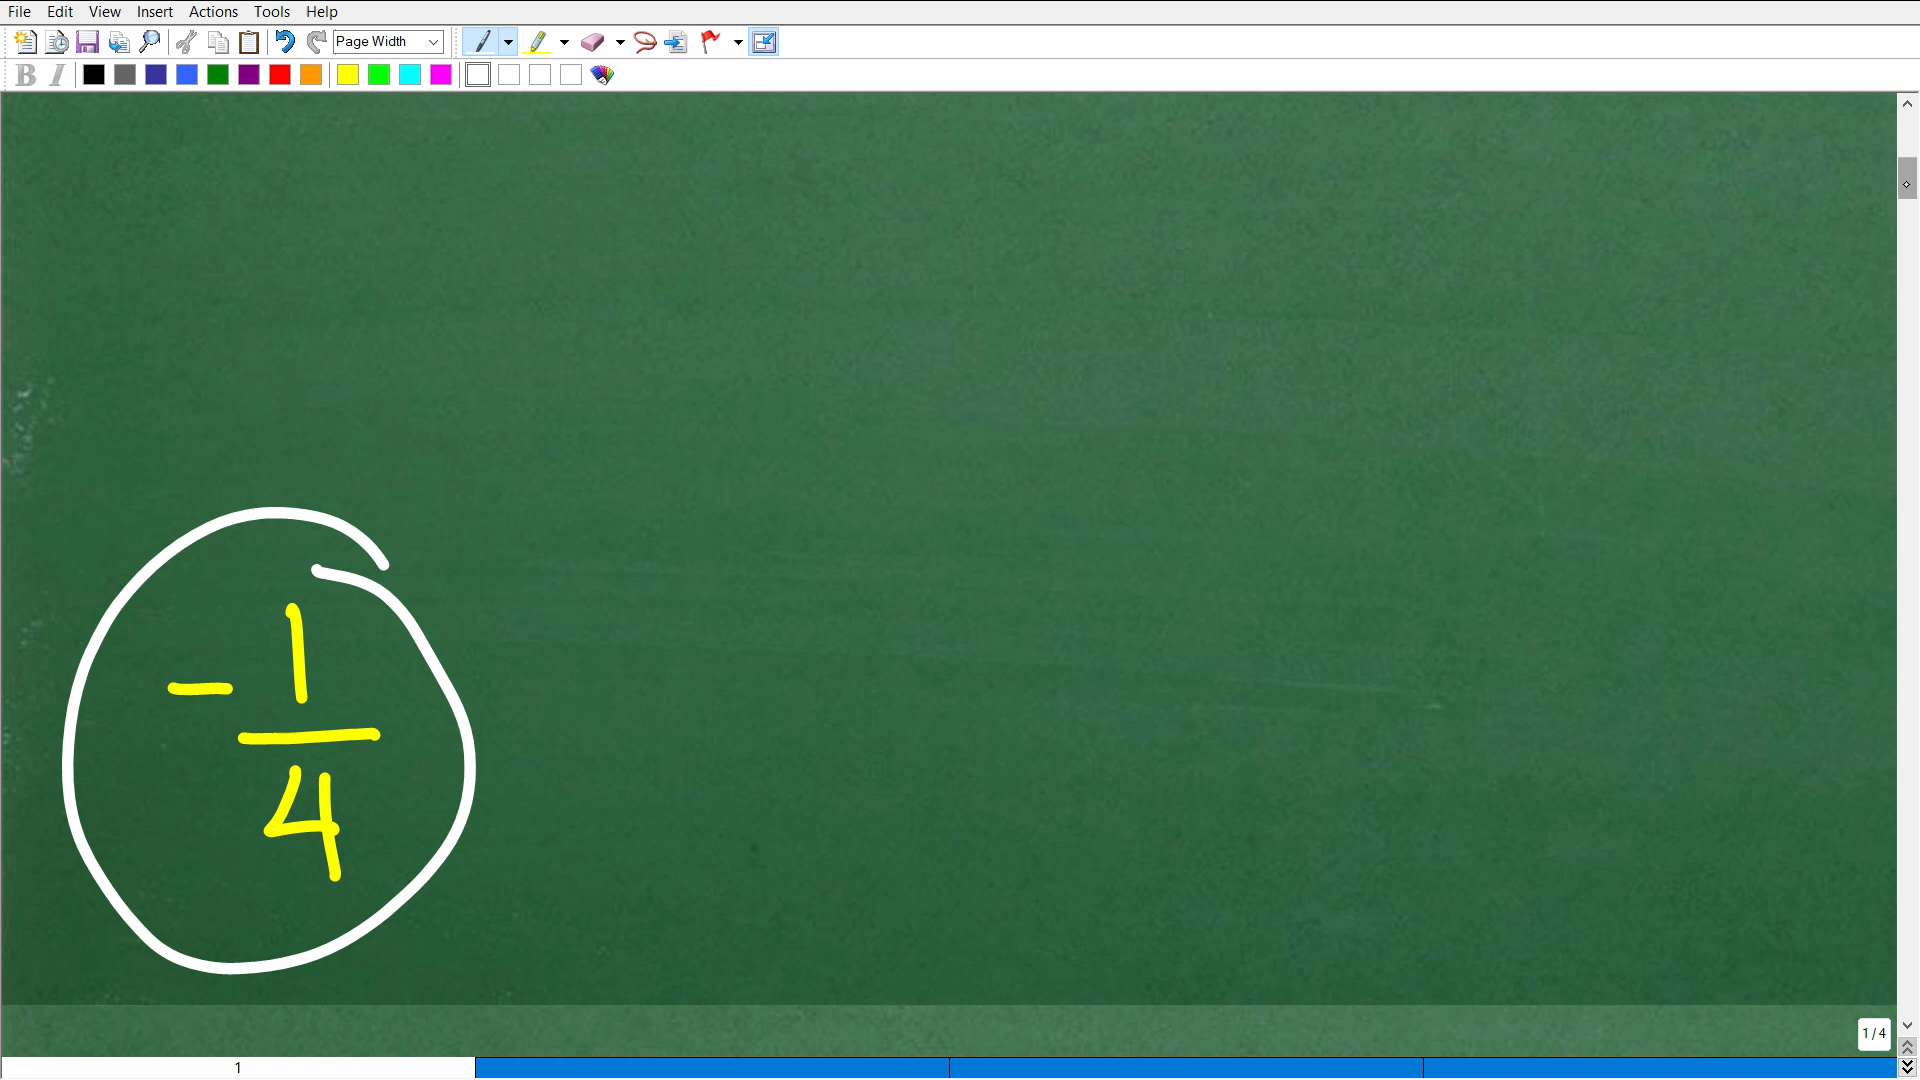 File Edit View Insert Actions Tools Help
Page Width
B I
- 1
4
1 / 4
1